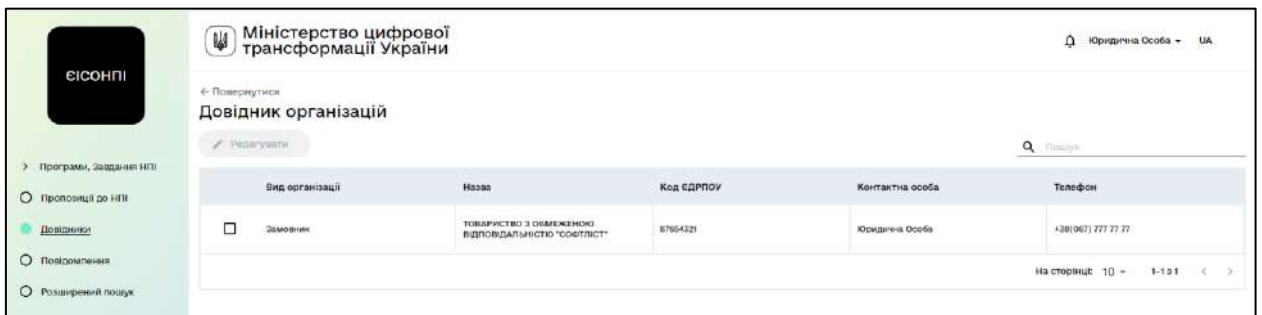 ЄІСОНПІ
Міністерство цифрової
трансформації України
Юридична Особа
UA
← Повернутися
Довідник організацій
Редагувати
Пошук
> Програми, Завдання НПІ
Пропозиції до НПІ
Довідники
Повідомлення
Розширений пошук
Вид організації
Назва
Код ЄДРПОУ
Контактна особа
Телефон
Замовник
ТОВАРИСТВО З ОБМЕЖЕНОЮ
ВІДПОВІДАЛЬНІСТЮ "СОФТЛІСТ"
87654321
Юридична Особа
+38(067) 777 77 77
На сторінці: 10
1-1 з 1